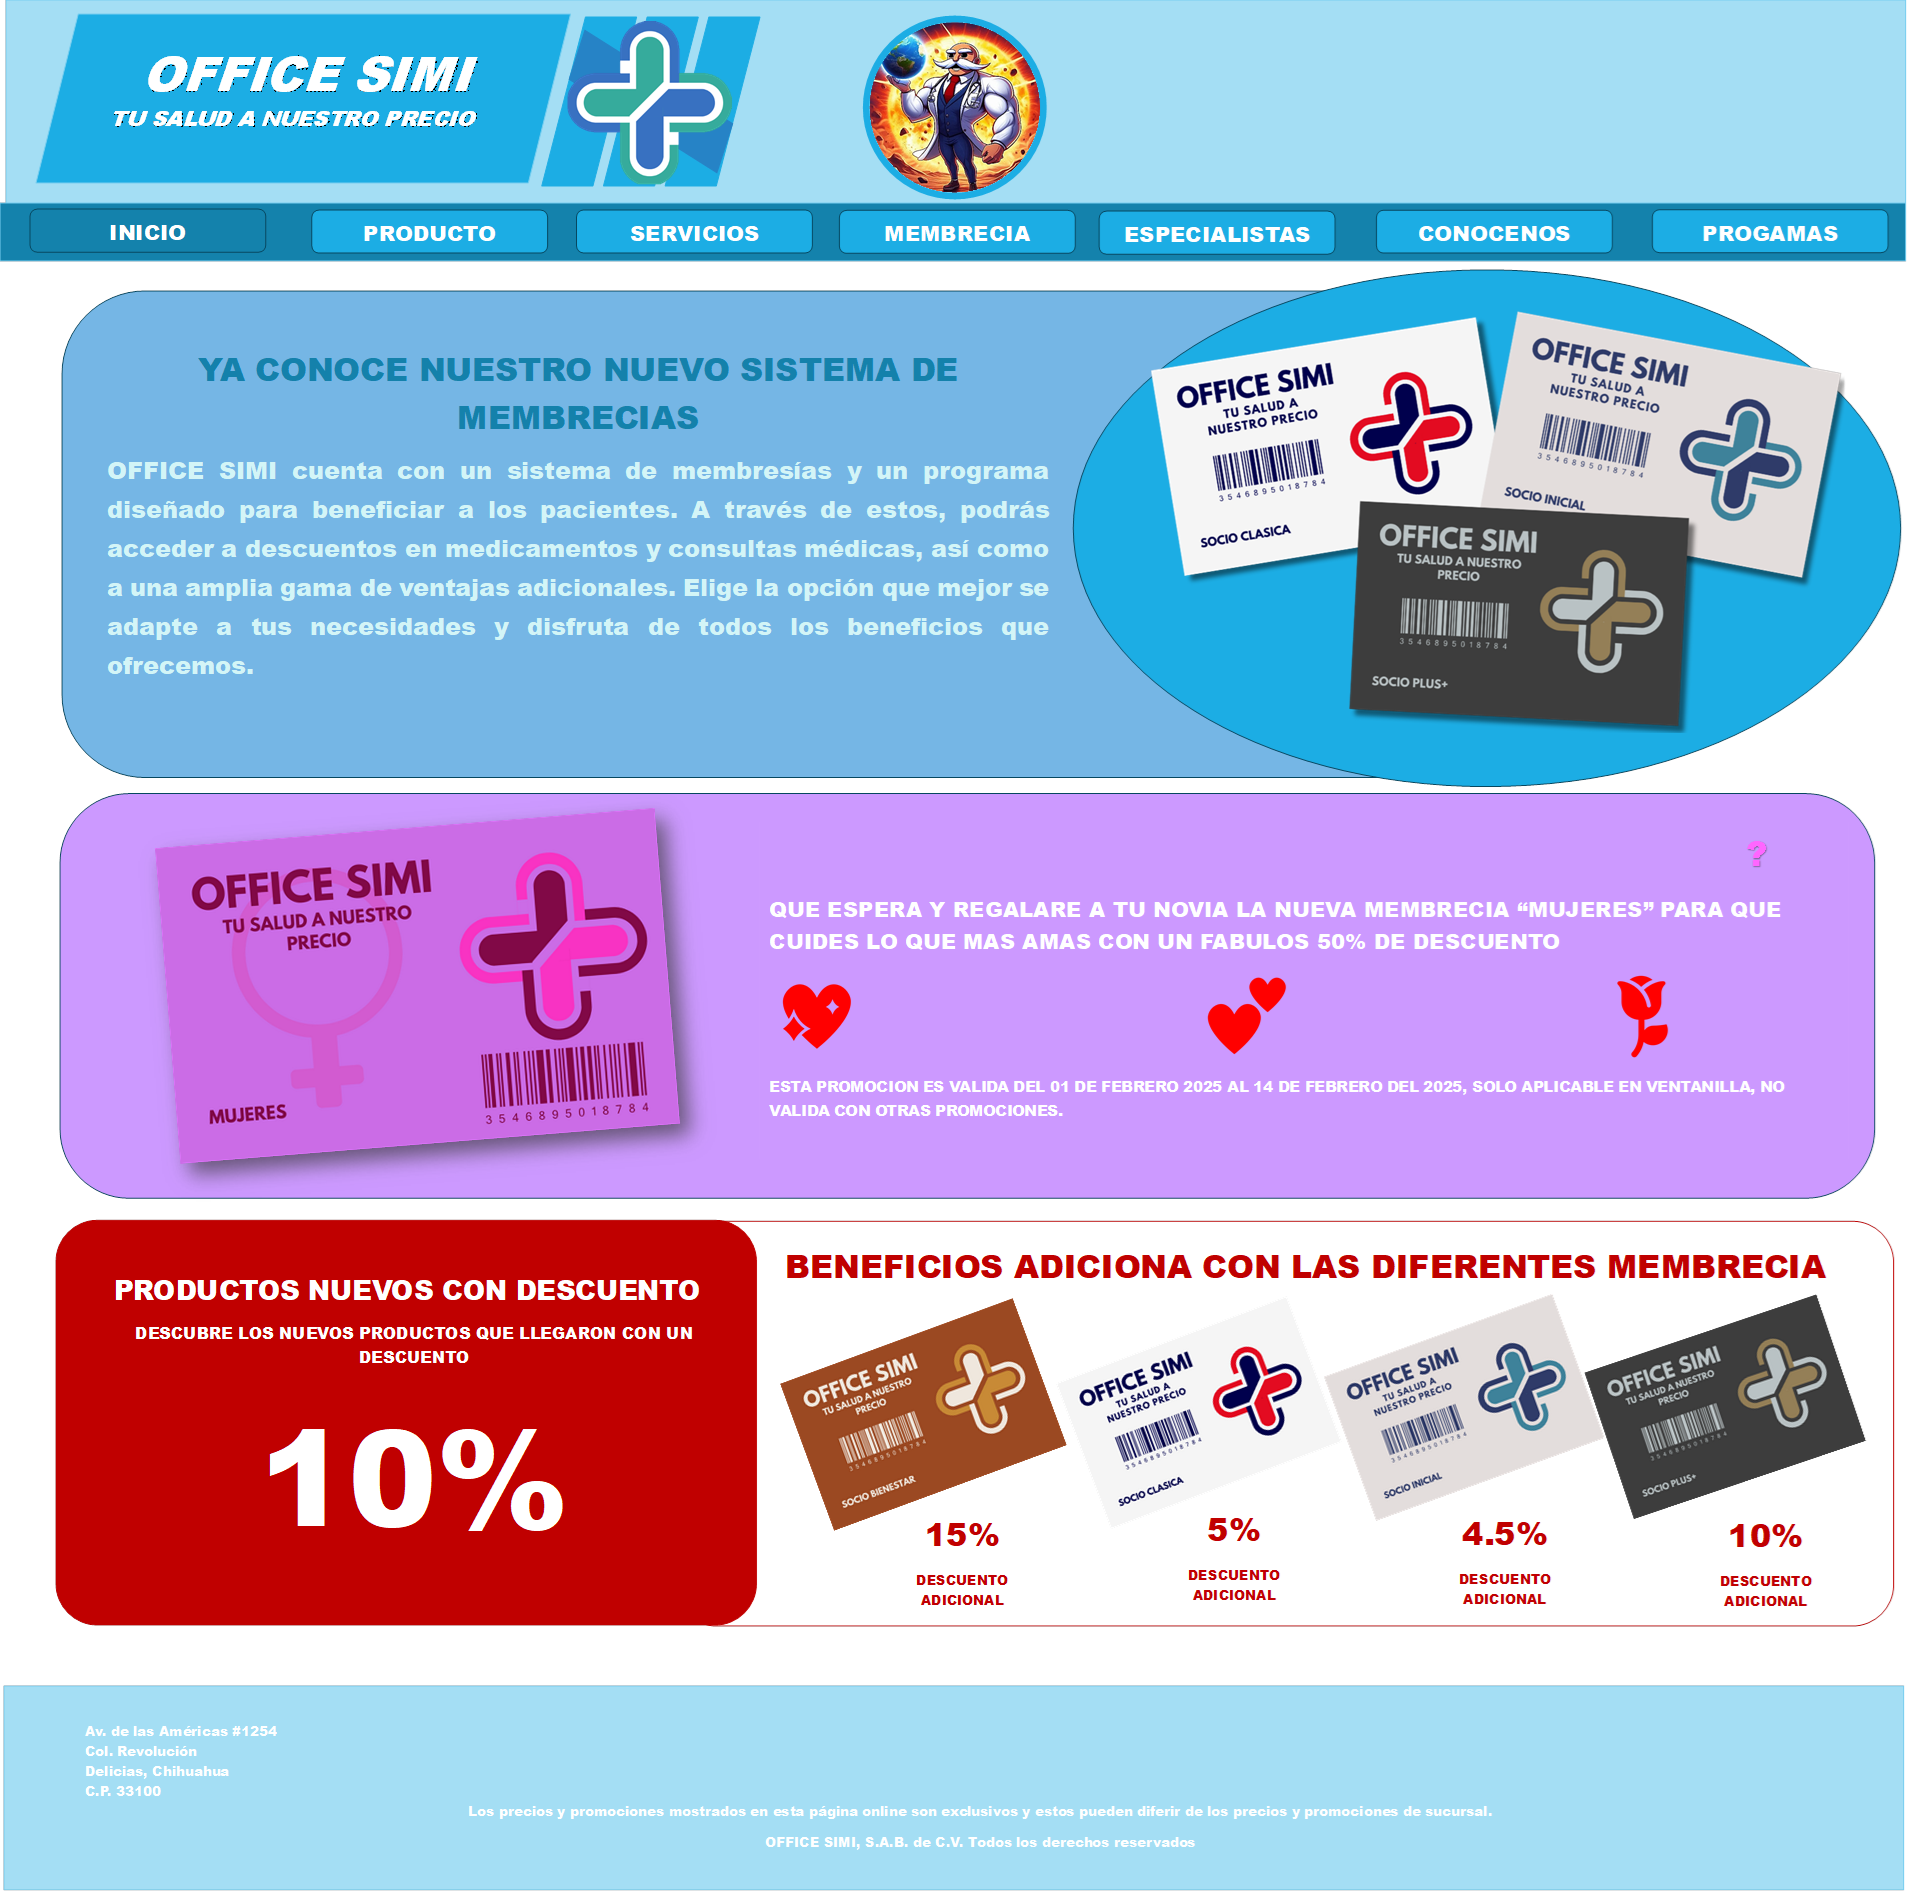 OFFICE SIMI
TU SALUD A NUESTRO PRECIO
INICIO
PRODUCTO
SERVICIOS
MEMBRECIA
ESPECIALISTAS
CONOCENOS
PROGAMAS
YA CONOCE NUESTRO NUEVO SISTEMA DE
MEMBRECIAS
OFFICE SIMI cuenta con un sistema de membresías y un programa
diseñado para beneficiar a los pacientes. A través de estos, podrás
acceder a descuentos en medicamentos y consultas médicas, así como
a una amplia gama de ventajas adicionales. Elige la opción que mejor se
adapte a tus necesidades y disfruta de todos los beneficios que
ofrecemos.
OFFICE SIMI
TU SALUD A
NUESTRO PRECIO
3546895018784
SOCIO CLASICA
OFFICE SIMI
TU SALUD A
NUESTRO PRECIO
3546895018784
SOCIO INICIAL
OFFICE SIMI
TU SALUD A NUESTRO
PRECIO
3546895018784
SOCIO PLUS+
OFFICE SIMI
TU SALUD A NUESTRO
PRECIO
MUJERES
3546895018784
?
QUE ESPERA Y REGALARE A TU NOVIA LA NUEVA MEMBRECIA “MUJERES” PARA QUE
CUIDES LO QUE MAS AMAS CON UN FABULOS 50% DE DESCUENTO
ESTA PROMOCION ES VALIDA DEL 01 DE FEBRERO 2025 AL 14 DE FEBRERO DEL 2025, SOLO APLICABLE EN VENTANILLA, NO
VALIDA CON OTRAS PROMOCIONES.
PRODUCTOS NUEVOS CON DESCUENTO
DESCUBRE LOS NUEVOS PRODUCTOS QUE LLEGARON CON UN
DESCUENTO
10%
BENEFICIOS ADICIONA CON LAS DIFERENTES MEMBRECIA
OFFICE SIMI
TU SALUD A NUESTRO
PRECIO
3546895018784
SOCIO BIENESTAR
15%
DESCUENTO
ADICIONAL
OFFICE SIMI
TU SALUD A
NUESTRO PRECIO
3546895018784
SOCIO CLASICA
5%
DESCUENTO
ADICIONAL
OFFICE SIMI
TU SALUD A
NUESTRO PRECIO
3546895018784
SOCIO INICIAL
4.5%
DESCUENTO
ADICIONAL
OFFICE SIMI
TU SALUD A NUESTRO
PRECIO
3546895018784
SOCIO PLUS+
10%
DESCUENTO
ADICIONAL
Av. de las Américas #1254
Col. Revolución
Delicias, Chihuahua
C.P. 33100
Los precios y promociones mostrados en esta página online son exclusivos y estos pueden diferir de los precios y promociones de sucursal.
OFFICE SIMI, S.A.B. de C.V. Todos los derechos reservados